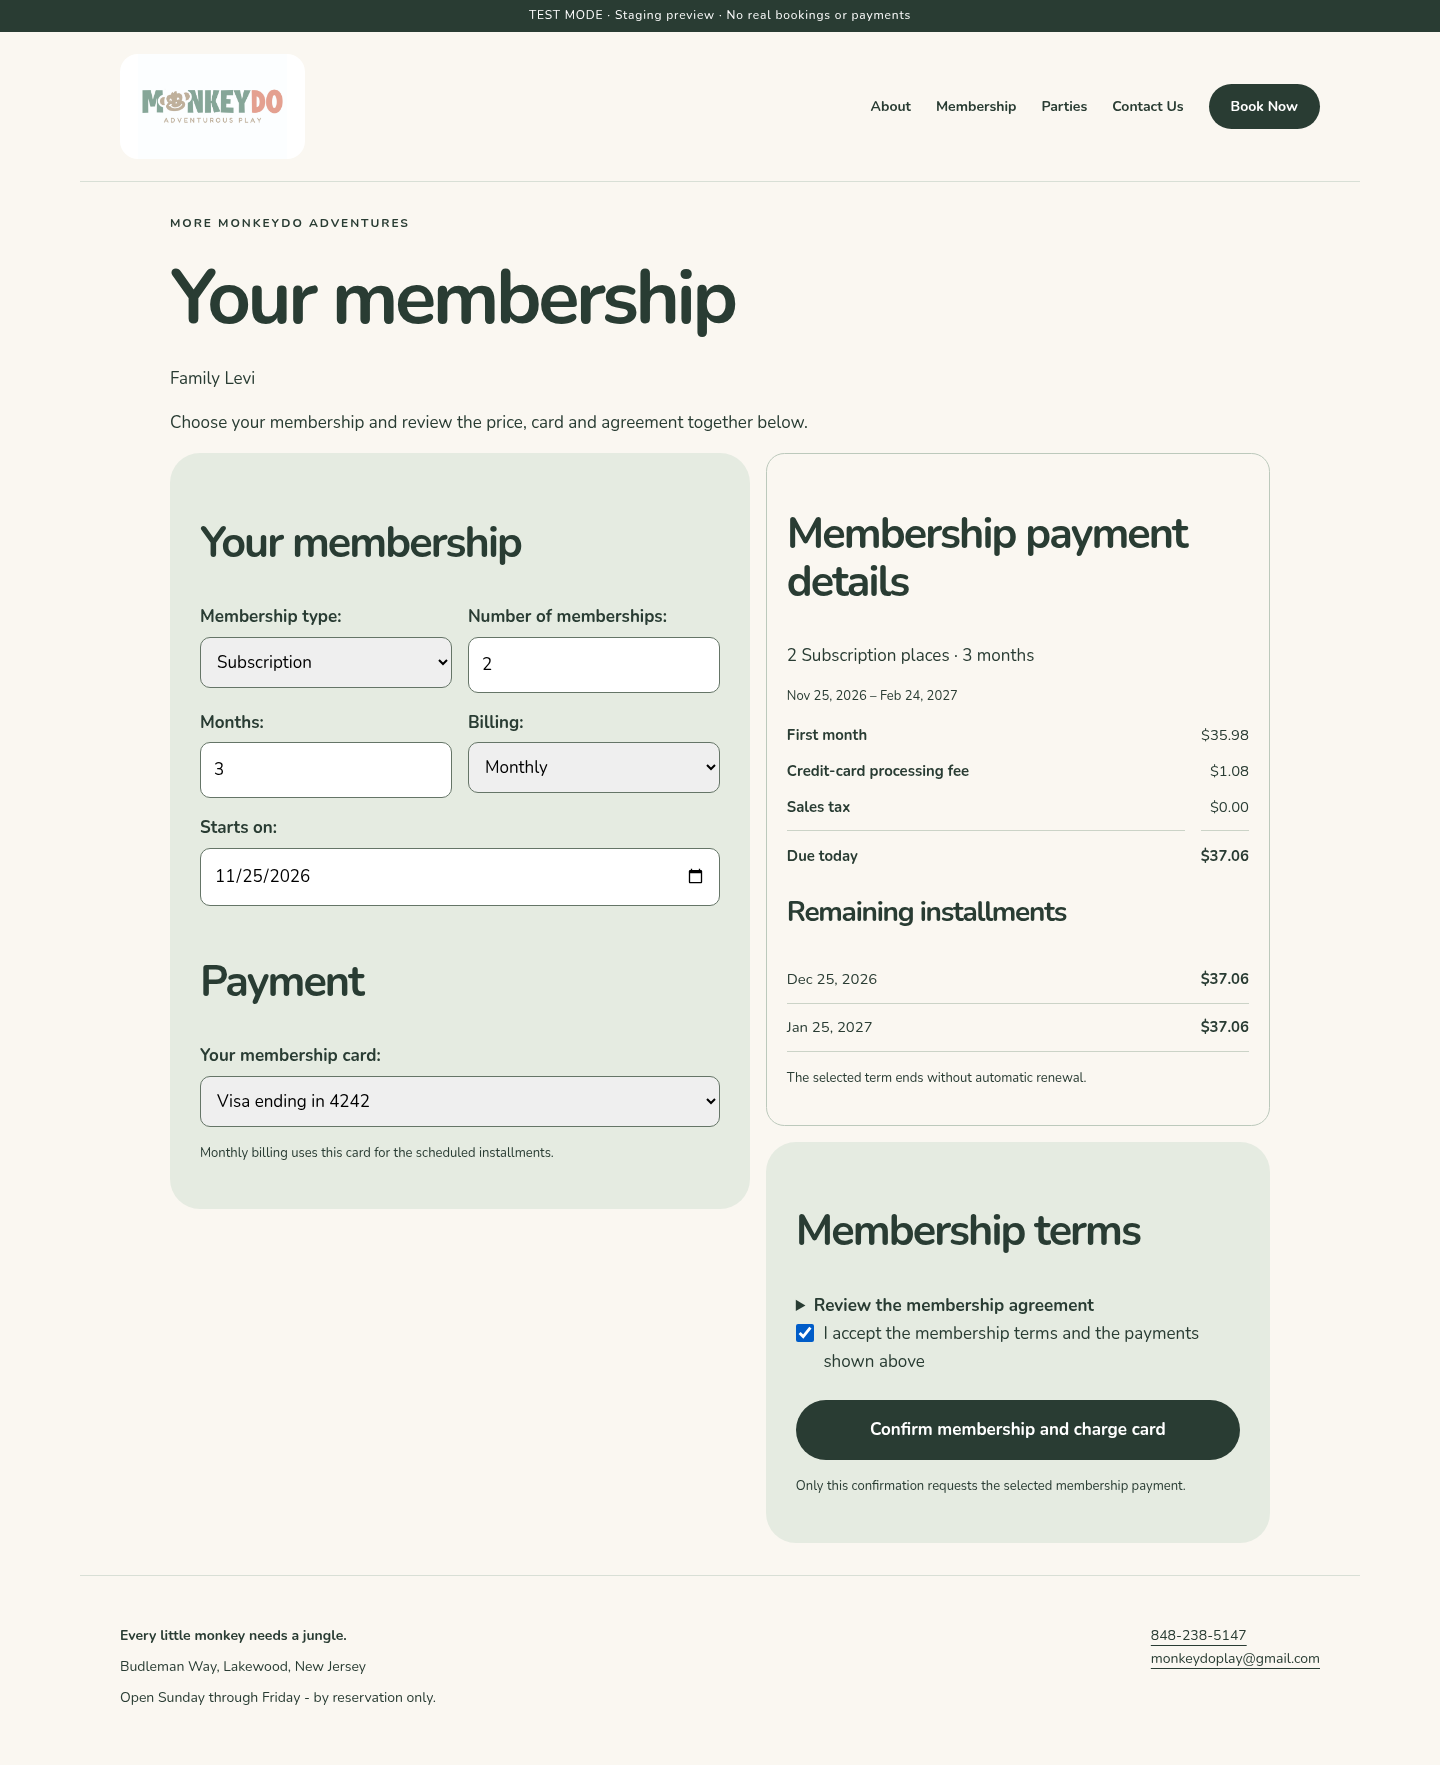 TEST MODE · Staging preview · No real bookings or payments
MONKEYDO
ADVENTUROUS PLAY
About
Membership
Parties
Contact Us
Book Now
MORE MONKEYDO ADVENTURES
Your membership
Family Levi
Choose your membership and review the price, card and agreement together below.
Your membership
Membership type:
Number of memberships:
Subscription
2
Months:
Billing:
3
Monthly
Starts on:
11/25/2026
Payment
Your membership card:
Visa ending in 4242
Monthly billing uses this card for the scheduled installments.
Membership payment
details
2 Subscription places · 3 months
Nov 25, 2026 – Feb 24, 2027
First month $35.98
Credit-card processing fee $1.08
Sales tax $0.00
Due today $37.06
Remaining installments
Dec 25, 2026 $37.06
Jan 25, 2027 $37.06
The selected term ends without automatic renewal.
Membership terms
Review the membership agreement
I accept the membership terms and the payments
shown above
Confirm membership and charge card
Only this confirmation requests the selected membership payment.
Every little monkey needs a jungle.
Budleman Way, Lakewood, New Jersey
Open Sunday through Friday - by reservation only.
848-238-5147
monkeydoplay@gmail.com